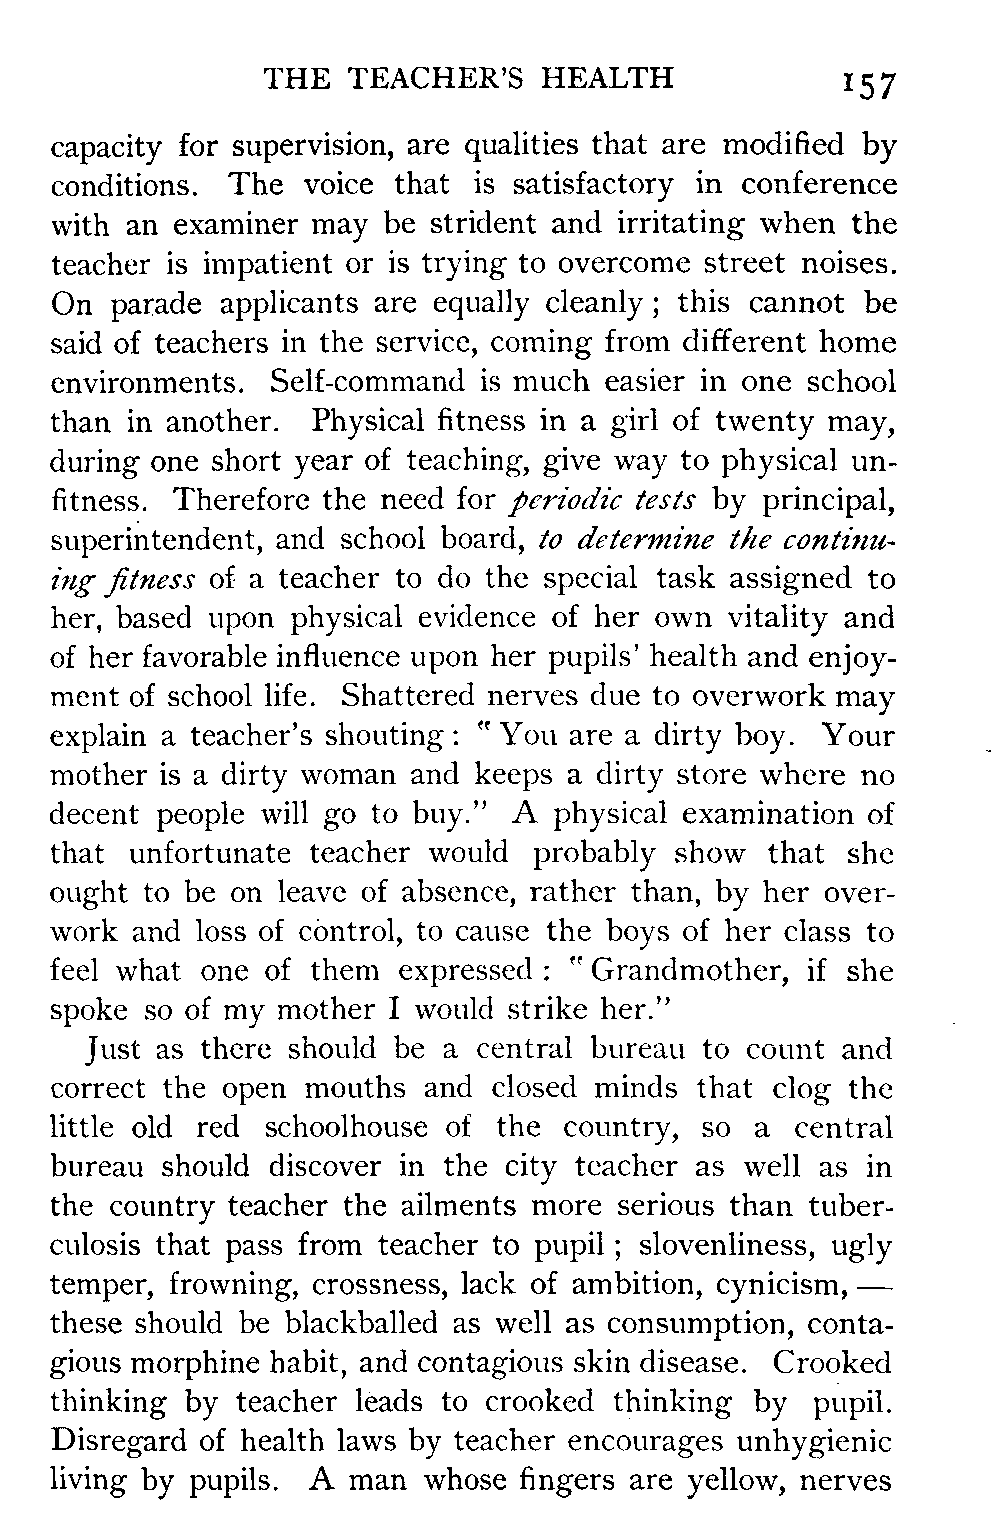 THE TEACHER'S HEALTH 157
capacity for supervision, are qualities that are modified by
conditions. The voice that is satisfactory in conference
with an examiner may be strident and irritating when the
teacher is impatient or is trying to overcome street noises.
On parade applicants are equally cleanly; this cannot be
said of teachers in the service, coming from different home
environments. Self-command is much easier in one school
than in another. Physical fitness in a girl of twenty may,
during one short year of teaching, give way to physical un-
fitness. Therefore the need for periodic tests by principal,
superintendent, and school board, to determine the continu-
ing fitness of a teacher to do the special task assigned to
her, based upon physical evidence of her own vitality and
of her favorable influence upon her pupils' health and enjoy-
ment of school life. Shattered nerves due to overwork may
explain a teacher's shouting: "You are a dirty boy. Your
mother is a dirty woman and keeps a dirty store where no
decent people will go to buy." A physical examination of
that unfortunate teacher would probably show that she
ought to be on leave of absence, rather than, by her over-
work and loss of control, to cause the boys of her class to
feel what one of them expressed: "Grandmother, if she
spoke so of my mother I would strike her."
Just as there should be a central bureau to count and
correct the open mouths and closed minds that clog the
little old red schoolhouse of the country, so a central
bureau should discover in the city teacher as well as in
the country teacher the ailments more serious than tuber-
culosis that pass from teacher to pupil; slovenliness, ugly
temper, frowning, crossness, lack of ambition, cynicism,—
these should be blackballed as well as consumption, conta-
gious morphine habit, and contagious skin disease. Crooked
thinking by teacher leads to crooked thinking by pupil.
Disregard of health laws by teacher encourages unhygienic
living by pupils. A man whose fingers are yellow, nerves